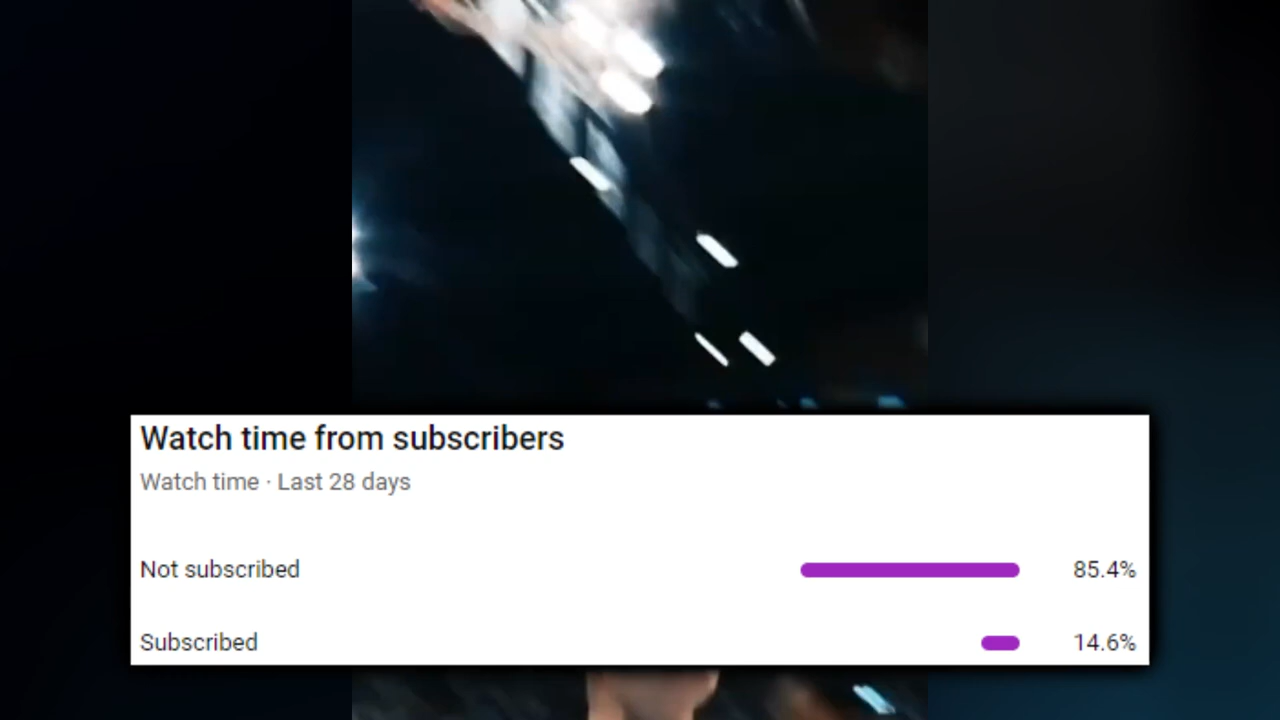 Watch time from subscribers
Watch time · Last 28 days
Not subscribed 85.4%
Subscribed 14.6%